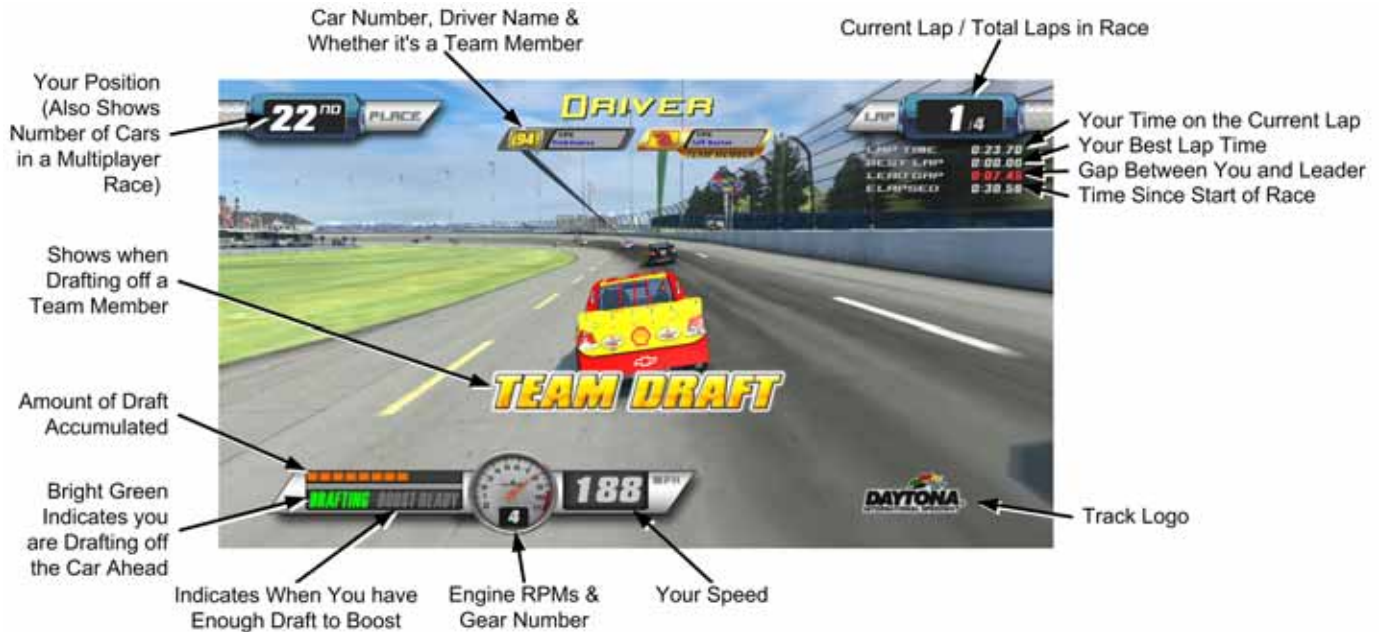 Car Number, Driver Name &
Whether it's a Team Member
Current Lap / Total Laps in Race
Your Position
(Also Shows
Number of Cars
in a Multiplayer
Race)
22ND PLACE
DRIVER
94
TEAM MEMBER
LAP 1/4
LAP TIME 0:23.70
BEST LAP 0:00.00
LEAD GAP 0:07.45
ELAPSED 0:30.56
Your Time on the Current Lap
Your Best Lap Time
Gap Between You and Leader
Time Since Start of Race
Shows when
Drafting off a
Team Member
TEAM DRAFT
Amount of Draft
Accumulated
Bright Green
Indicates you
are Drafting off
the Car Ahead
DRAFTING BOOST READY
4
188 MPH
DAYTONA
Track Logo
Indicates When You have
Enough Draft to Boost
Engine RPMs &
Gear Number
Your Speed